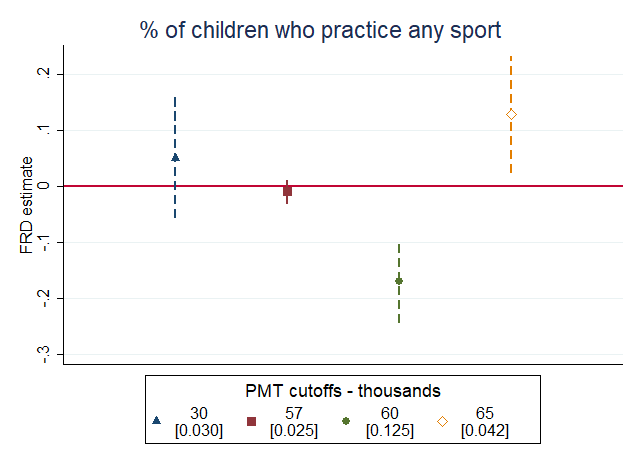 % of children who practice any sport
FRD estimate
.2
.1
0
-.1
-.2
-.3
PMT cutoffs - thousands
30 57 60 65
[0.030] [0.025] [0.125] [0.042]